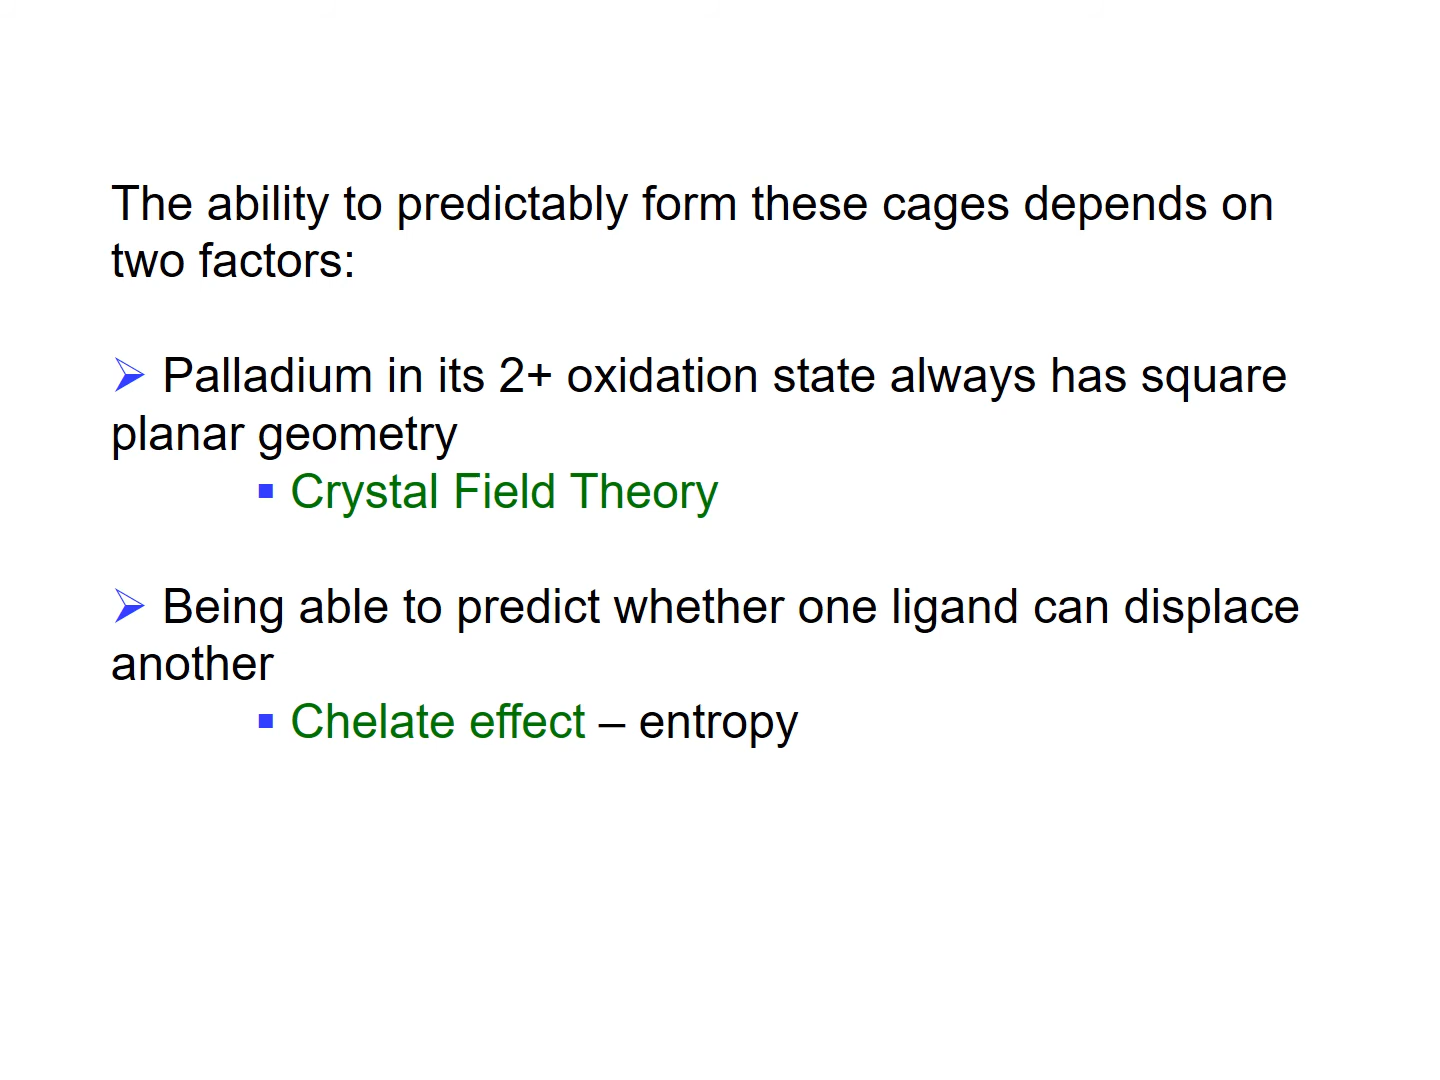 The ability to predictably form these cages depends on
two factors:
➢ Palladium in its 2+ oxidation state always has square
planar geometry
▪ Crystal Field Theory
➢ Being able to predict whether one ligand can displace
another
▪ Chelate effect – entropy